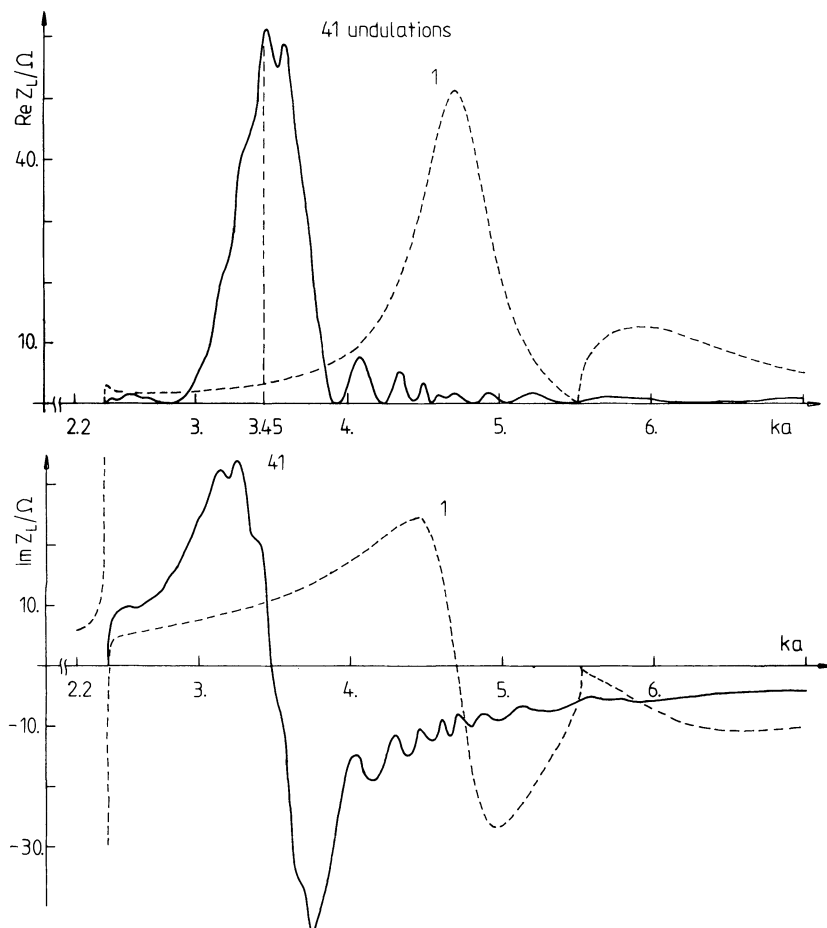 41 undulations
Re Z_L/Ω
1
40.
10.
2.2 3. 3.45 4. 5. 6. ka
41
Im Z_L/Ω
1
10.
ka
2.2 3. 4. 5. 6.
-10.
-30.